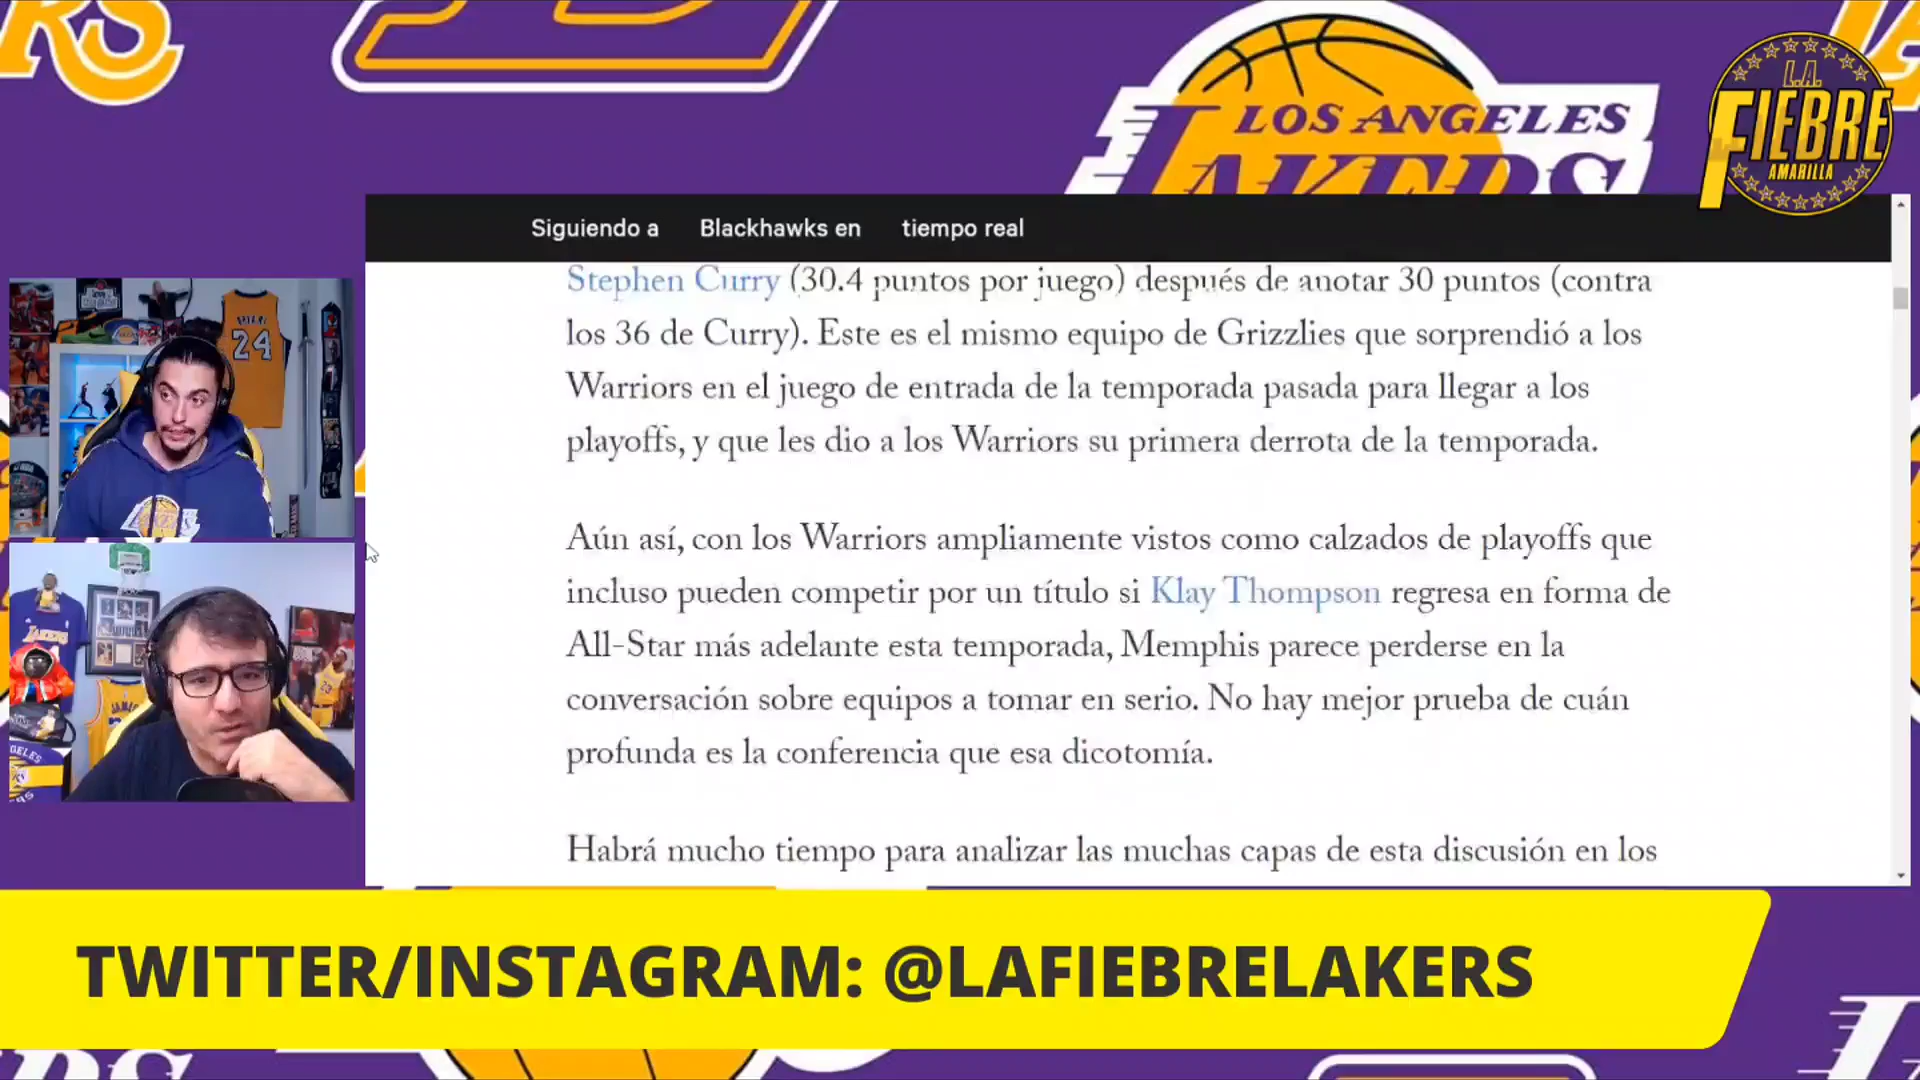 RS
LOS ANGELES
LAKERS
L.A.
FIEBRE
AMARILLA
Siguiendo a Blackhawks en tiempo real
Stephen Curry (30.4 puntos por juego) después de anotar 30 puntos (contra
los 36 de Curry). Este es el mismo equipo de Grizzlies que sorprendió a los
Warriors en el juego de entrada de la temporada pasada para llegar a los
playoffs, y que les dio a los Warriors su primera derrota de la temporada.
Aún así, con los Warriors ampliamente vistos como calzados de playoffs que
incluso pueden competir por un título si Klay Thompson regresa en forma de
All-Star más adelante esta temporada, Memphis parece perderse en la
conversación sobre equipos a tomar en serio. No hay mejor prueba de cuán
profunda es la conferencia que esa dicotomía.
Habrá mucho tiempo para analizar las muchas capas de esta discusión en los
24
LAKERS
JAMES
23
TWITTER/INSTAGRAM: @LAFIEBRELAKERS